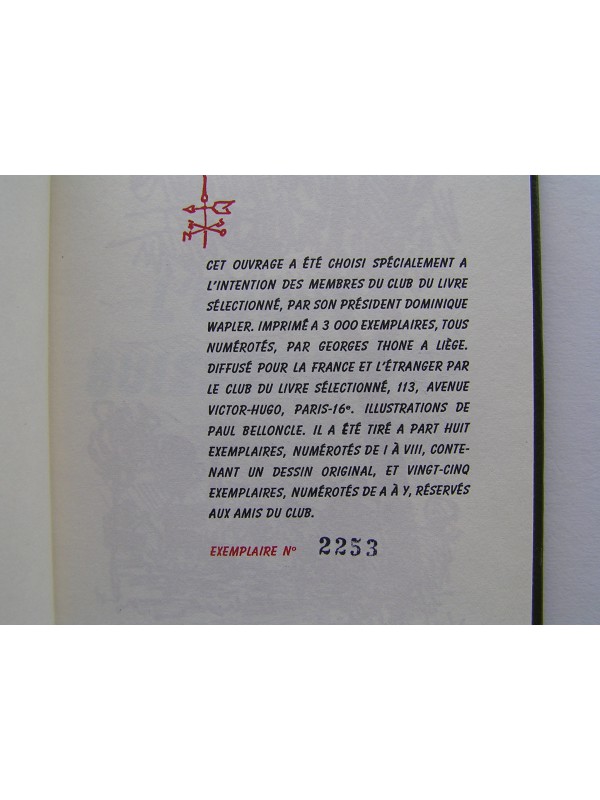 CET OUVRAGE A ÉTÉ CHOISI SPÉCIALEMENT A
L'INTENTION DES MEMBRES DU CLUB DU LIVRE
SÉLECTIONNÉ, PAR SON PRÉSIDENT DOMINIQUE
WAPLER. IMPRIMÉ A 3 000 EXEMPLAIRES, TOUS
NUMÉROTÉS, PAR GEORGES THONE A LIÈGE.
DIFFUSÉ POUR LA FRANCE ET L'ÉTRANGER PAR
LE CLUB DU LIVRE SÉLECTIONNÉ, 113, AVENUE
VICTOR-HUGO, PARIS-16e. ILLUSTRATIONS DE
PAUL BELLONCLE. IL A ÉTÉ TIRÉ A PART HUIT
EXEMPLAIRES, NUMÉROTÉS DE I À VIII, CONTE-
NANT UN DESSIN ORIGINAL, ET VINGT-CINQ
EXEMPLAIRES, NUMÉROTÉS DE A À Y, RÉSERVÉS
AUX AMIS DU CLUB.
EXEMPLAIRE No 2253